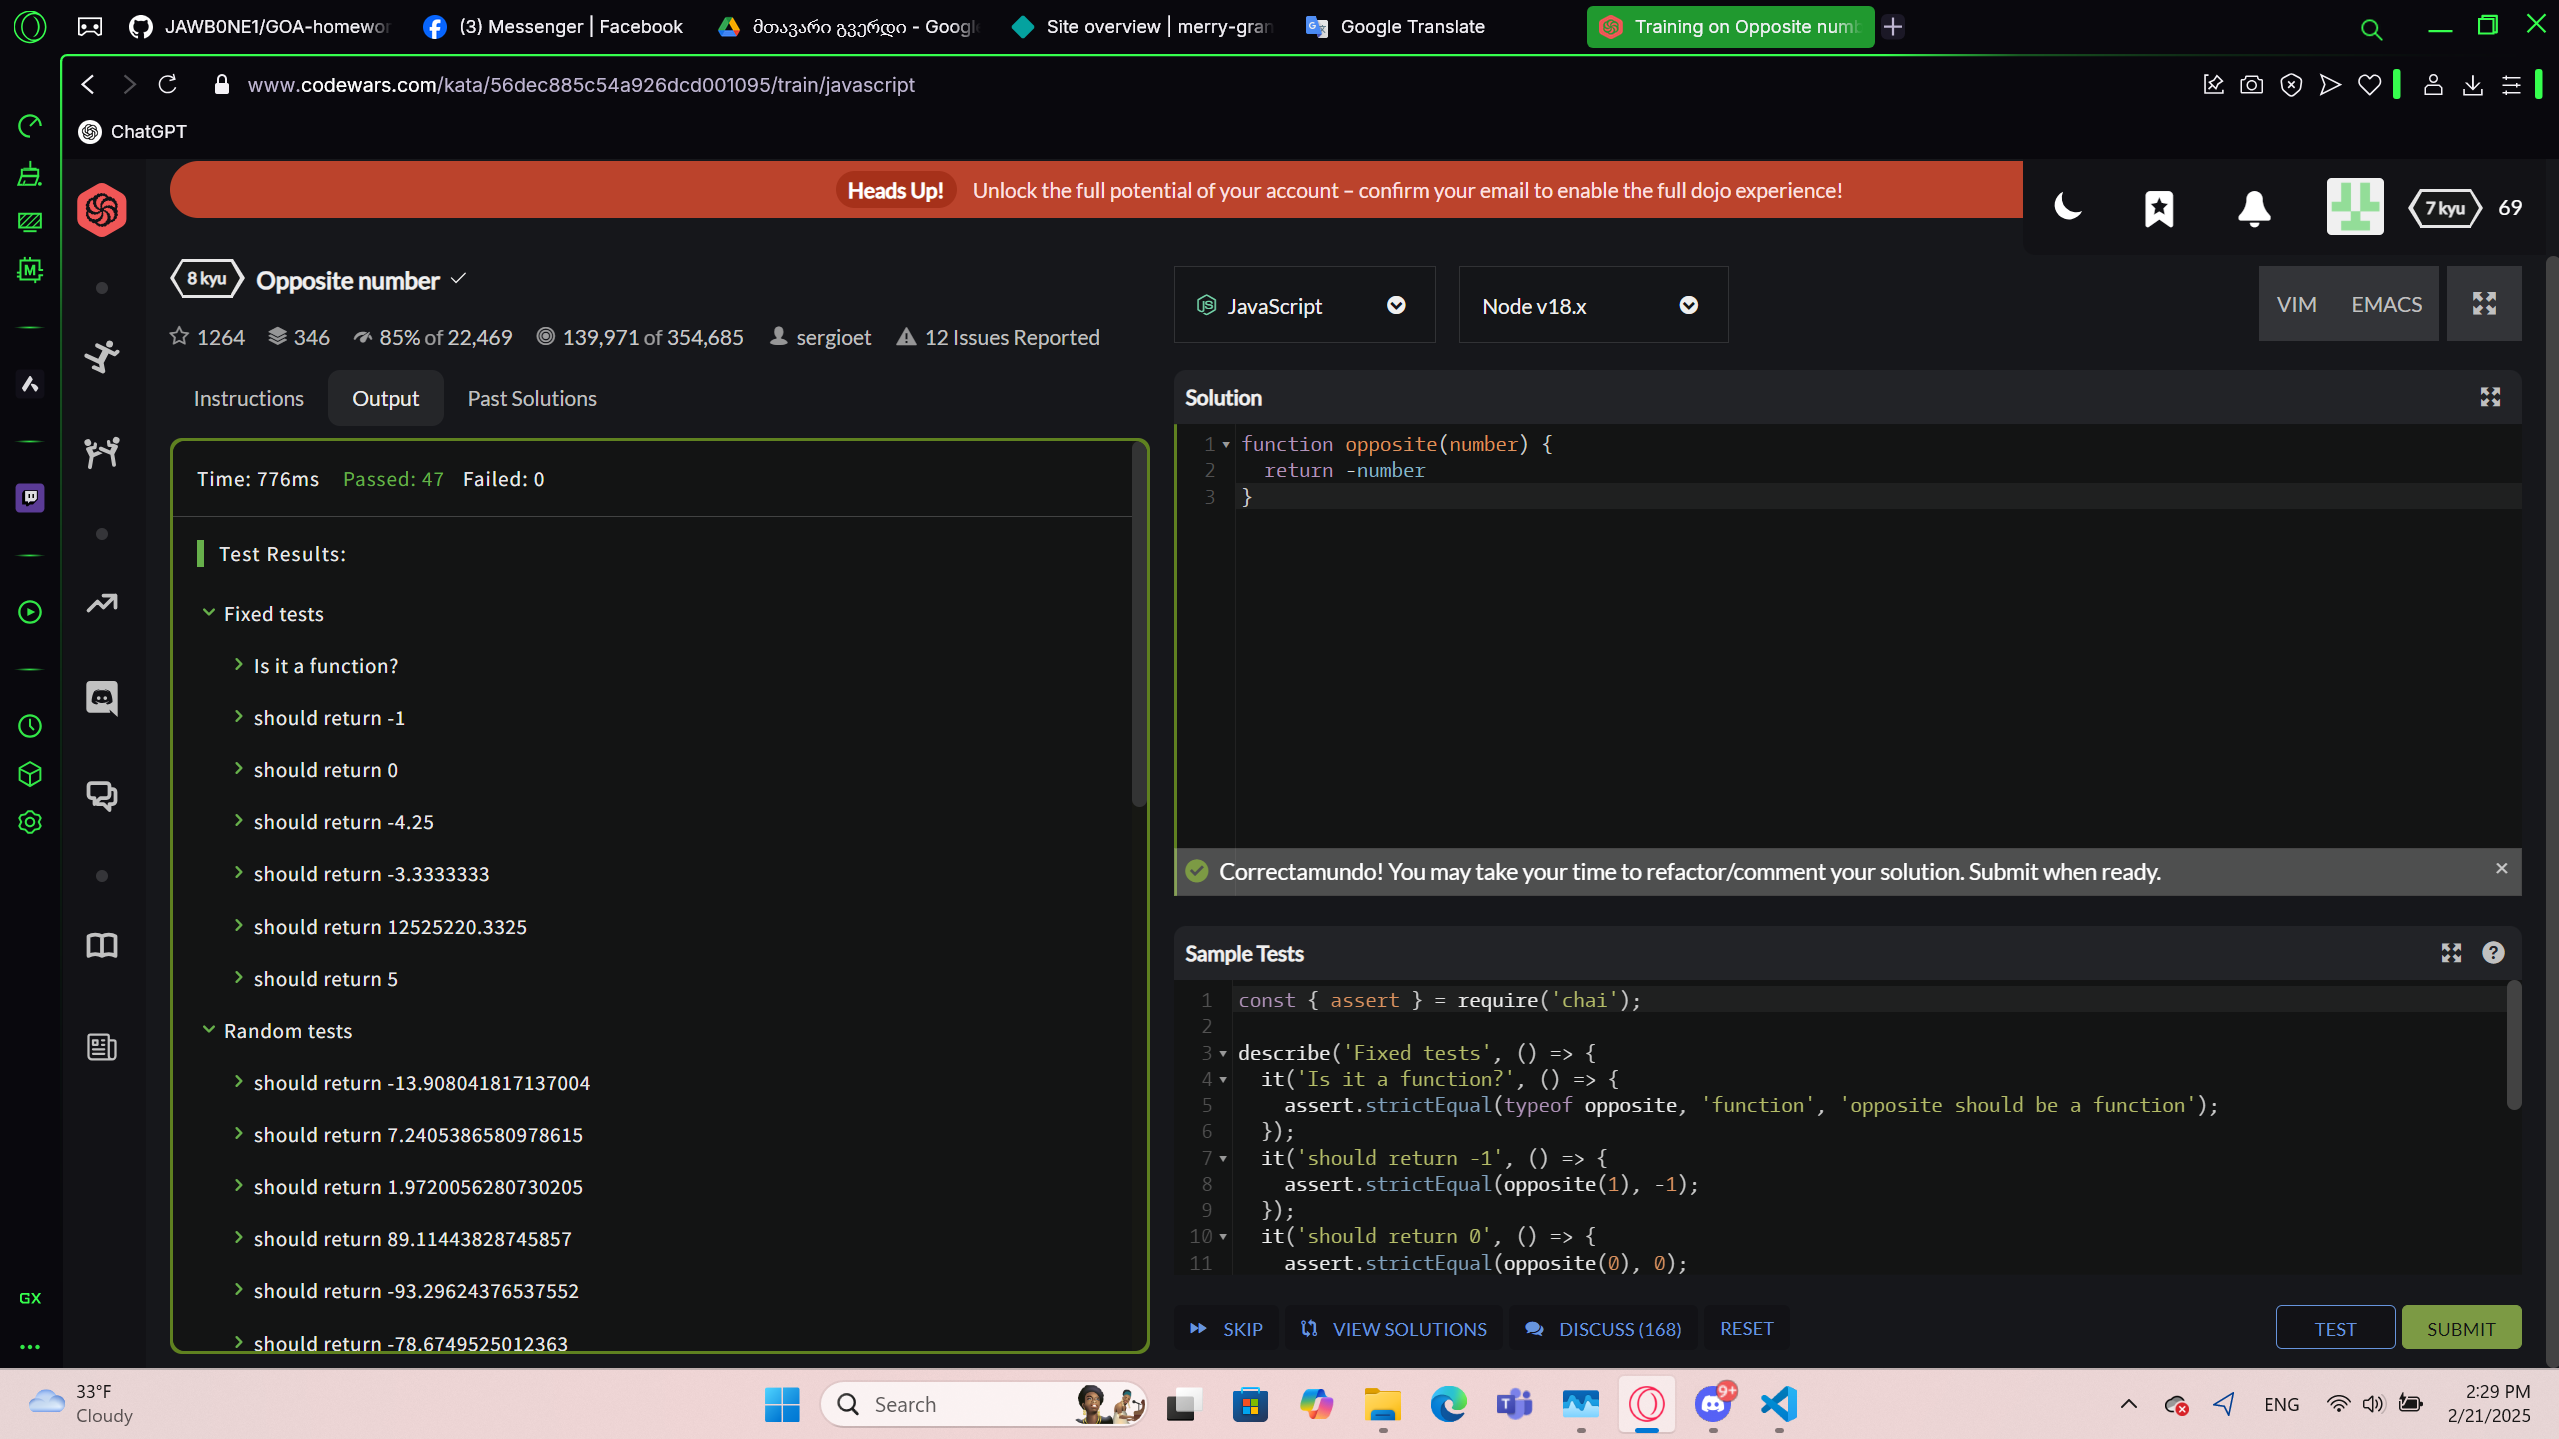 JAWB0NE1/GOA-homewor
(3) Messenger | Facebook
მთავარი გვერდი - Google
Site overview | merry-gran
Google Translate
Training on Opposite numb
www.codewars.com/kata/56dec885c54a926dcd001095/train/javascript
ChatGPT
Heads Up! Unlock the full potential of your account – confirm your email to enable the full dojo experience!
7 kyu 69
8 kyu Opposite number
1264 346 85% of 22,469 139,971 of 354,685 sergioet 12 Issues Reported
JavaScript
Node v18.x
VIM EMACS
Instructions Output Past Solutions
Time: 776ms Passed: 47 Failed: 0
Test Results:
Fixed tests
Is it a function?
should return -1
should return 0
should return -4.25
should return -3.3333333
should return 12525220.3325
should return 5
Random tests
should return -13.908041817137004
should return 7.2405386580978615
should return 1.9720056280730205
should return 89.11443828745857
should return -93.29624376537552
should return -78.6749525012363
Solution
1 function opposite(number) {
2 return -number
3 }
Correctamundo! You may take your time to refactor/comment your solution. Submit when ready.
Sample Tests
1 const { assert } = require('chai');
2
3 describe('Fixed tests', () => {
4 it('Is it a function?', () => {
5 assert.strictEqual(typeof opposite, 'function', 'opposite should be a function');
6 });
7 it('should return -1', () => {
8 assert.strictEqual(opposite(1), -1);
9 });
10 it('should return 0', () => {
11 assert.strictEqual(opposite(0), 0);
SKIP VIEW SOLUTIONS DISCUSS (168) RESET TEST SUBMIT
M
GX
33°F
Cloudy
Search
9+
ENG
2:29 PM
2/21/2025